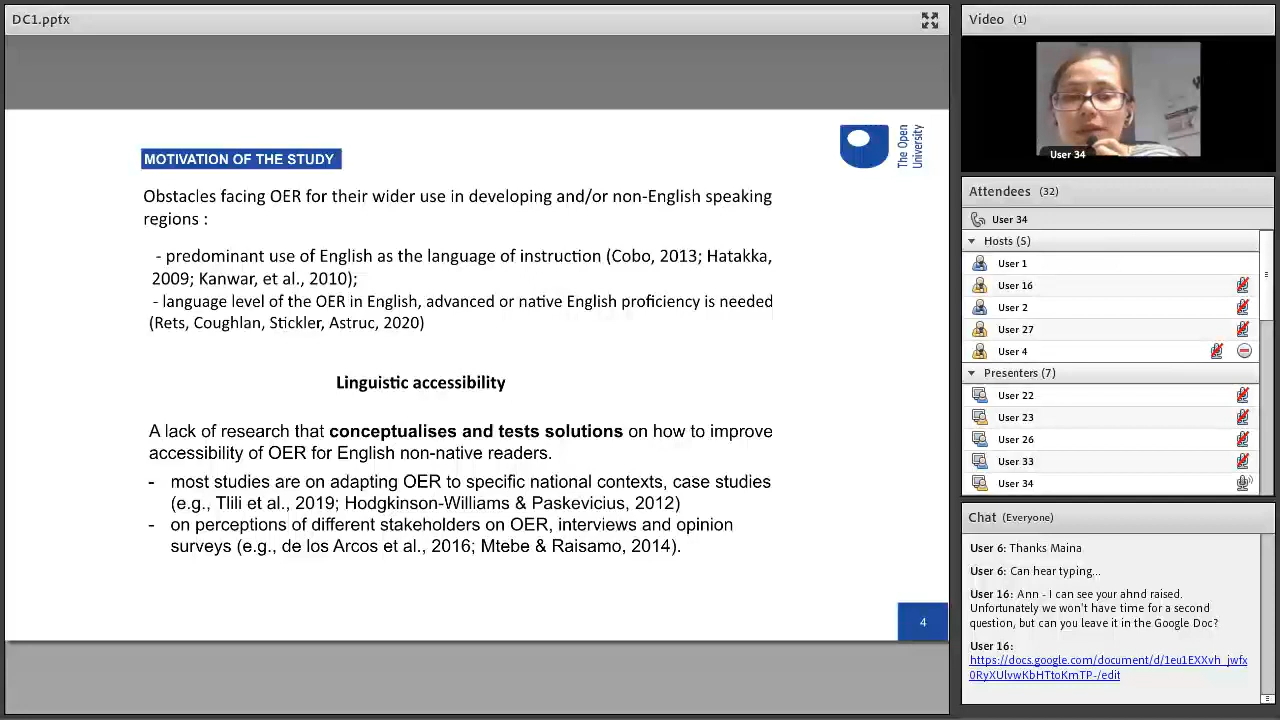 DC1.pptx
MOTIVATION OF THE STUDY
The Open
University
Obstacles facing OER for their wider use in developing and/or non-English speaking
regions :
- predominant use of English as the language of instruction (Cobo, 2013; Hatakka,
2009; Kanwar, et al., 2010);
- language level of the OER in English, advanced or native English proficiency is needed
(Rets, Coughlan, Stickler, Astruc, 2020)
Linguistic accessibility
A lack of research that conceptualises and tests solutions on how to improve
accessibility of OER for English non-native readers.
- most studies are on adapting OER to specific national contexts, case studies
(e.g., Tlili et al., 2019; Hodgkinson-Williams & Paskevicius, 2012)
- on perceptions of different stakeholders on OER, interviews and opinion
surveys (e.g., de los Arcos et al., 2016; Mtebe & Raisamo, 2014).
4
Video (1)
User 34
Attendees (32)
User 34
Hosts (5)
User 1
User 16
User 2
User 27
User 4
Presenters (7)
User 22
User 23
User 26
User 33
User 34
Chat (Everyone)
User 6: Thanks Maina
User 6: Can hear typing...
User 16: Ann - I can see your ahnd raised.
Unfortunately we won't have time for a second
question, but can you leave it in the Google Doc?
User 16:
https://docs.google.com/document/d/1eu1EXXvh_jwfx
0RyXUlvwKbHTtoKmTP-/edit